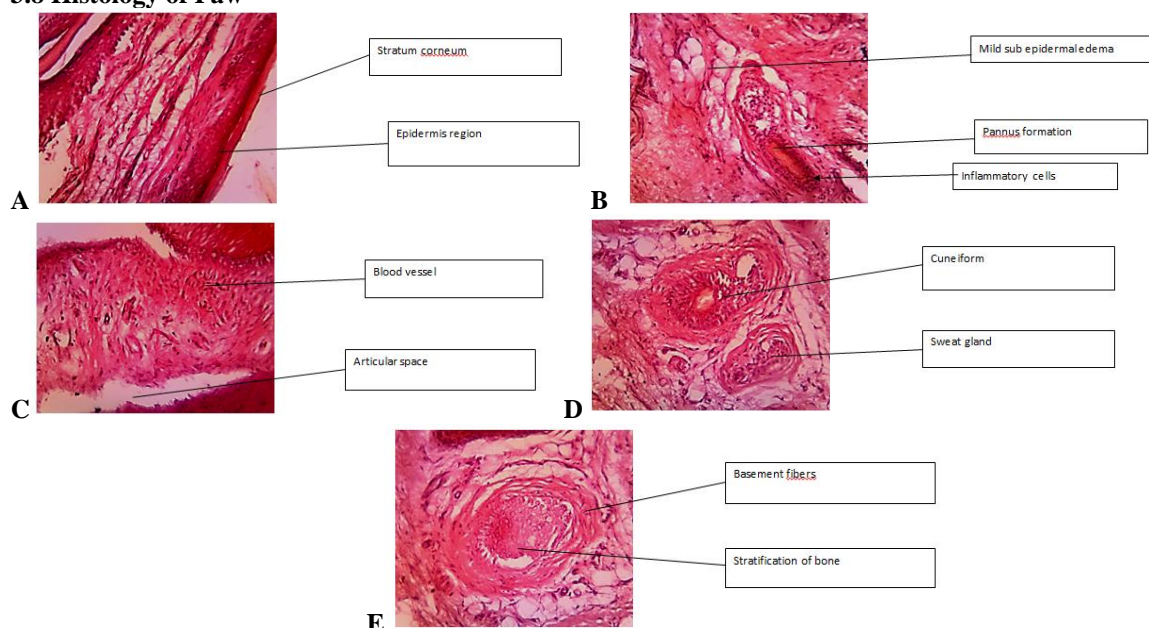 Stratum corneum
Epidermis region
A
Mild sub epidermal edema
Pannus formation
Inflammatory cells
B
Blood vessel
Articular space
C
Cuneiform
Sweat gland
D
Basement fibers
Stratification of bone
E